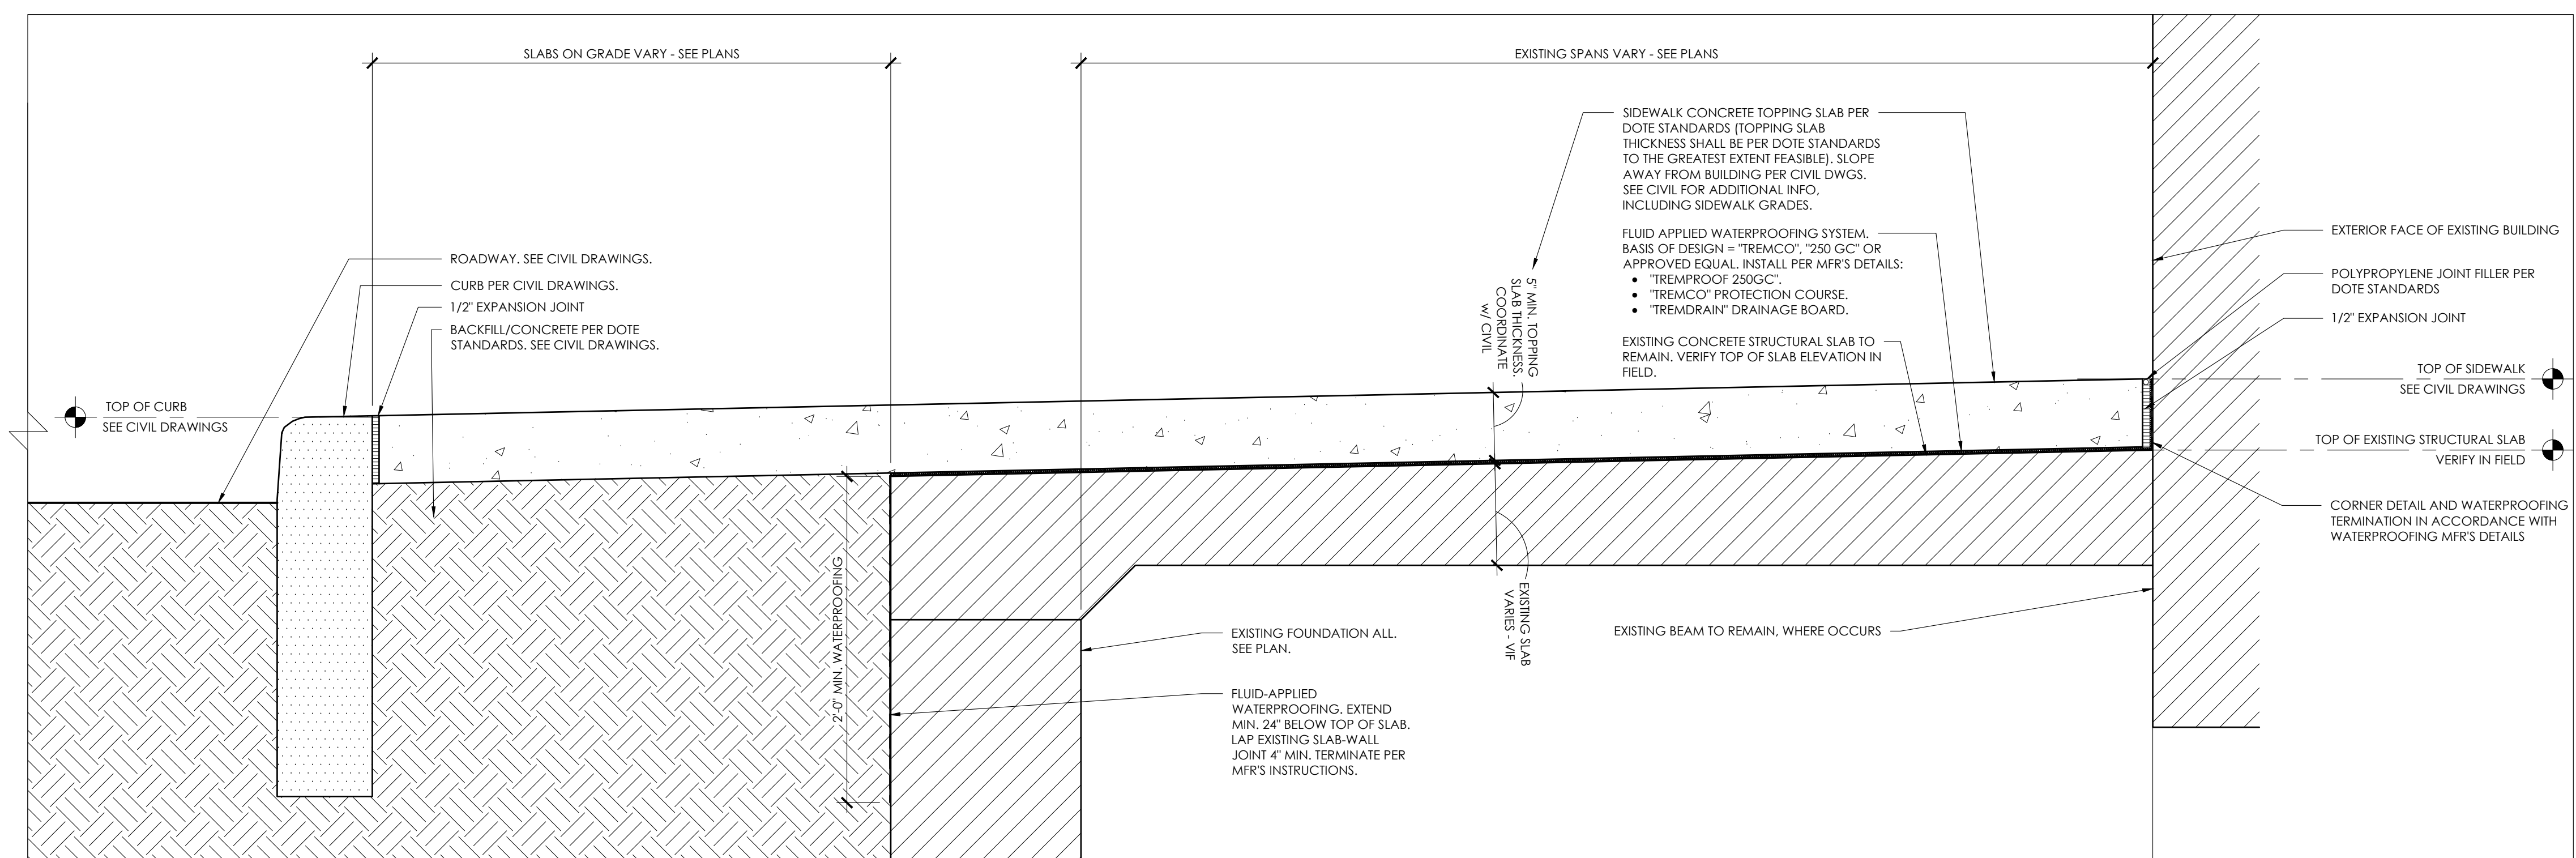 SLABS ON GRADE VARY - SEE PLANS
EXISTING SPANS VARY - SEE PLANS
SIDEWALK CONCRETE TOPPING SLAB PER
DOTE STANDARDS (TOPPING SLAB
THICKNESS SHALL BE PER DOTE STANDARDS
TO THE GREATEST EXTENT FEASIBLE). SLOPE
AWAY FROM BUILDING PER CIVIL DWGS.
SEE CIVIL FOR ADDITIONAL INFO,
INCLUDING SIDEWALK GRADES.
FLUID APPLIED WATERPROOFING SYSTEM.
BASIS OF DESIGN = "TREMCO", "250 GC" OR
APPROVED EQUAL. INSTALL PER MFR'S DETAILS:
• "TREMPROOF 250GC".
• "TREMCO" PROTECTION COURSE.
• "TREMDRAIN" DRAINAGE BOARD.
EXISTING CONCRETE STRUCTURAL SLAB TO
REMAIN. VERIFY TOP OF SLAB ELEVATION IN
FIELD.
ROADWAY. SEE CIVIL DRAWINGS.
CURB PER CIVIL DRAWINGS.
1/2" EXPANSION JOINT
BACKFILL/CONCRETE PER DOTE
STANDARDS. SEE CIVIL DRAWINGS.
5" MIN. TOPPING
SLAB THICKNESS.
COORDINATE
w/ CIVIL
EXTERIOR FACE OF EXISTING BUILDING
POLYPROPYLENE JOINT FILLER PER
DOTE STANDARDS
1/2" EXPANSION JOINT
TOP OF SIDEWALK
SEE CIVIL DRAWINGS
TOP OF CURB
SEE CIVIL DRAWINGS
TOP OF EXISTING STRUCTURAL SLAB
VERIFY IN FIELD
CORNER DETAIL AND WATERPROOFING
TERMINATION IN ACCORDANCE WITH
WATERPROOFING MFR'S DETAILS
2'-0" MIN. WATERPROOFING
EXISTING SLAB
VARIES - VIF
EXISTING FOUNDATION ALL.
SEE PLAN.
EXISTING BEAM TO REMAIN, WHERE OCCURS
FLUID-APPLIED
WATERPROOFING. EXTEND
MIN. 24" BELOW TOP OF SLAB.
LAP EXISTING SLAB-WALL
JOINT 4" MIN. TERMINATE PER
MFR'S INSTRUCTIONS.